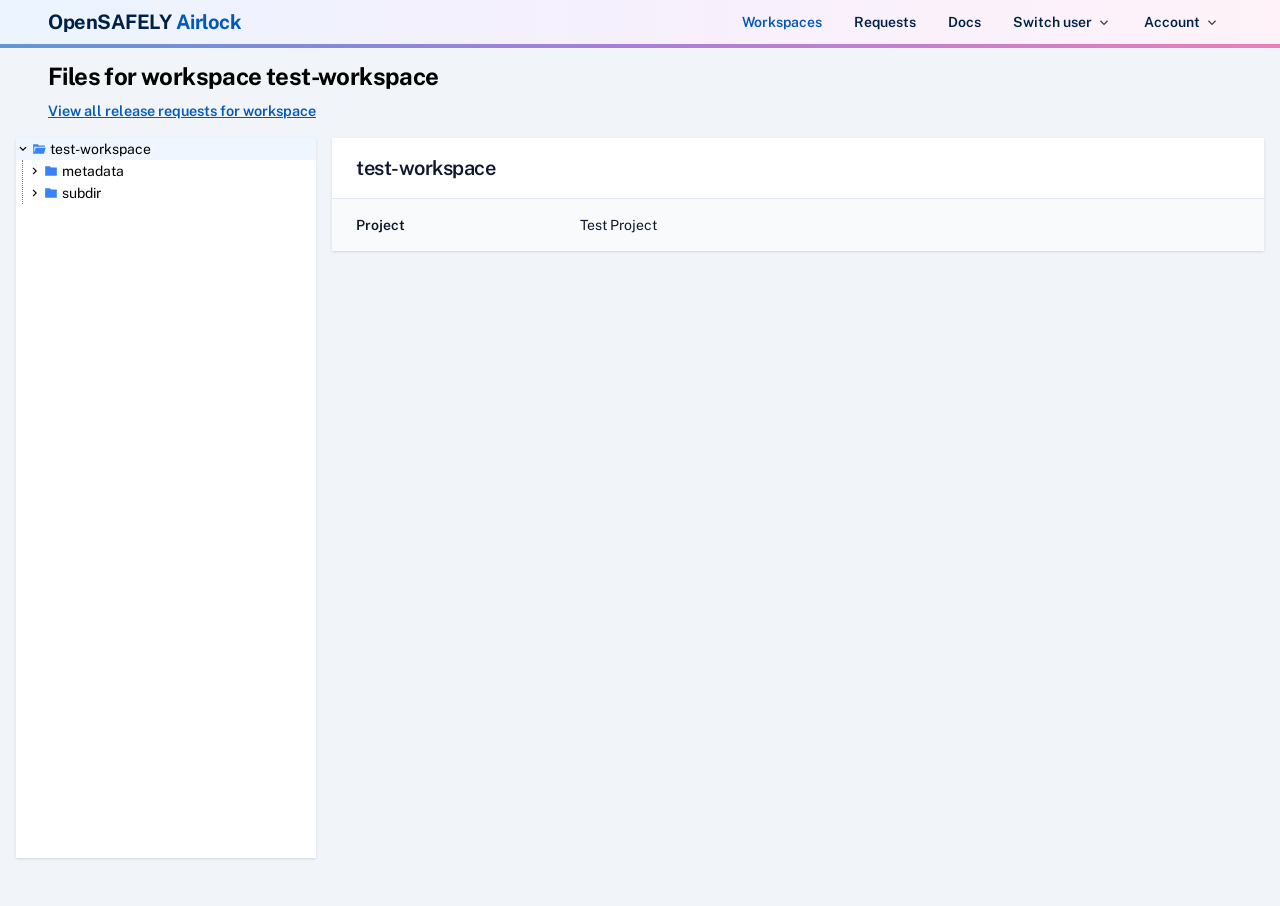 OpenSAFELY Airlock
Workspaces Requests Docs Switch user Account
Files for workspace test-workspace
View all release requests for workspace
test-workspace
metadata
subdir
test-workspace
Project Test Project